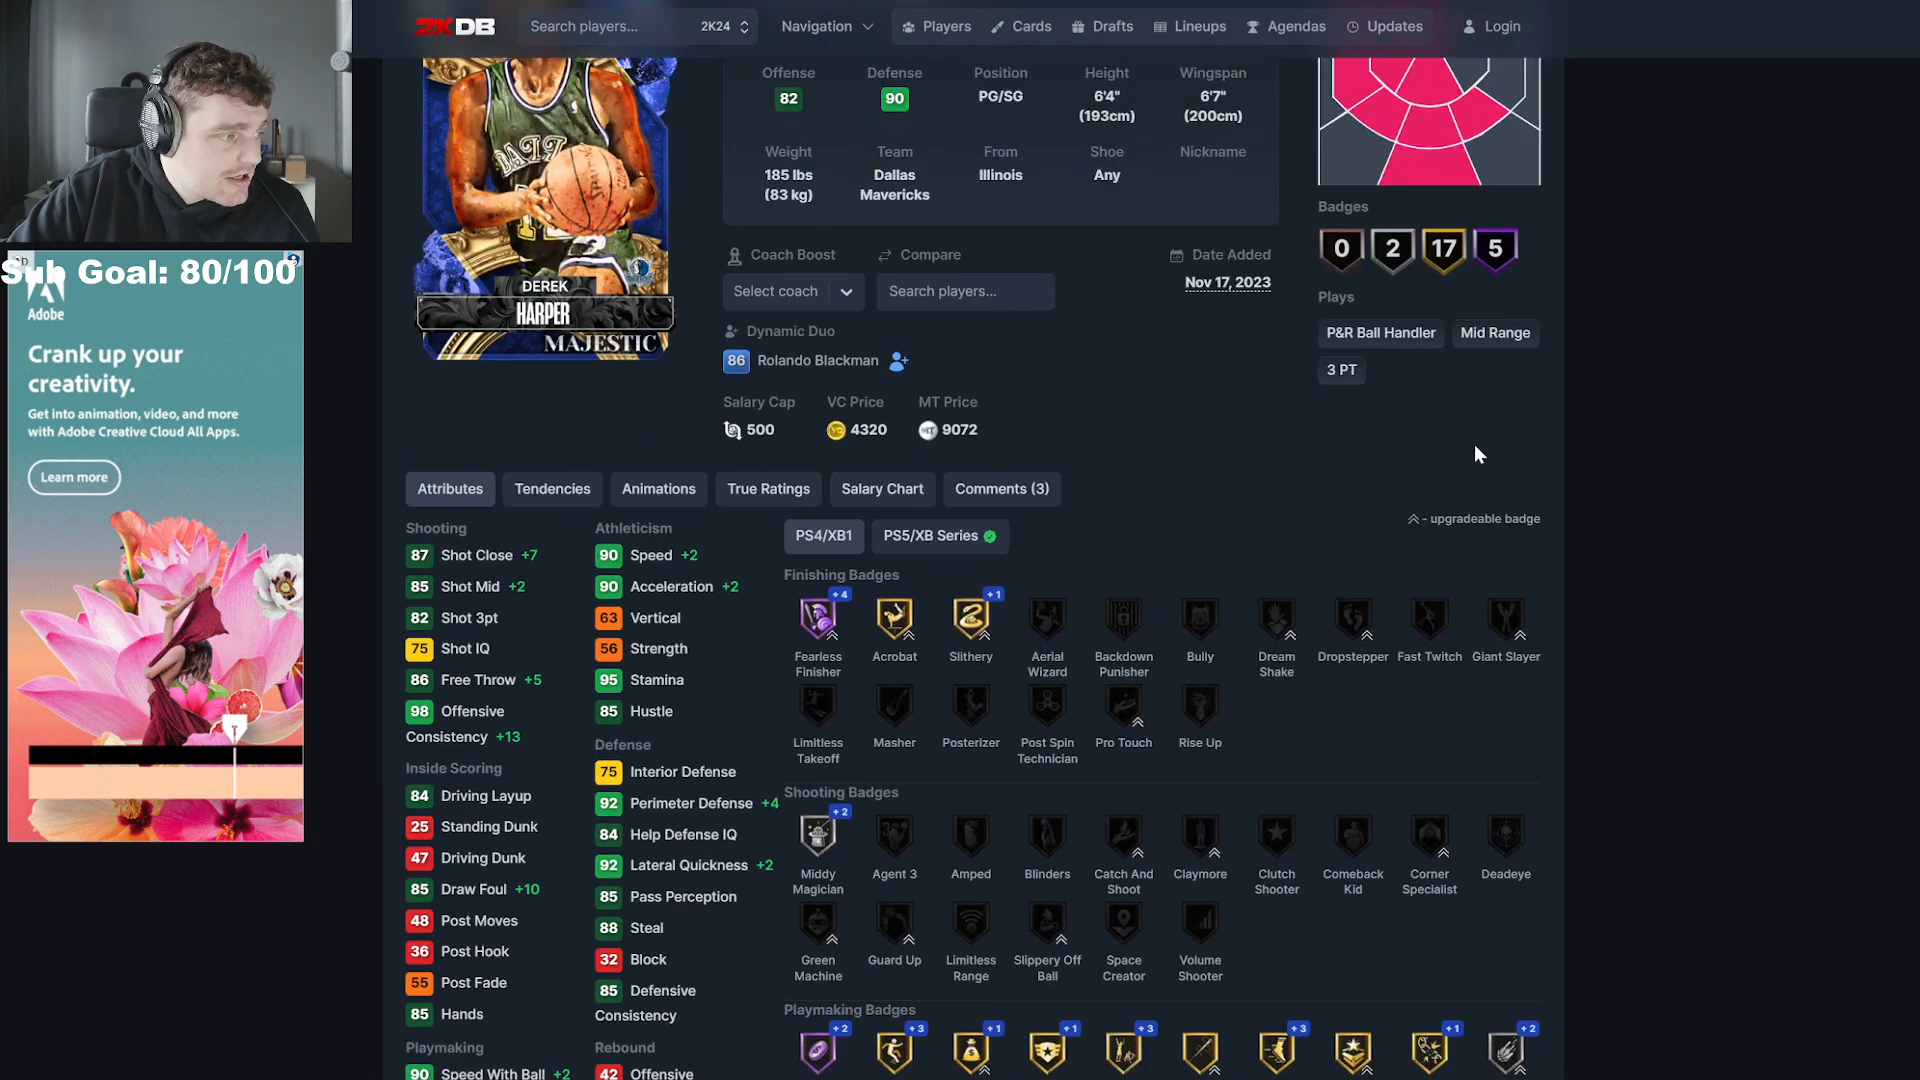 2KDB
Search players...
2K24
Navigation
Players
Cards
Drafts
Lineups
Agendas
Updates
Login
Sub Goal: 80/100
Adobe
Crank up your
creativity.
Get into animation, video, and more
with Adobe Creative Cloud All Apps.
Learn more
DEREK
HARPER
MAJESTIC
Offense
82
Defense
90
Position
PG/SG
Height
6'4"
(193cm)
Wingspan
6'7"
(200cm)
Weight
185 lbs
(83 kg)
Team
Dallas
Mavericks
From
Illinois
Shoe
Any
Nickname
Coach Boost
Select coach
Compare
Search players...
Date Added
Nov 17, 2023
Dynamic Duo
86 Rolando Blackman
Salary Cap
500
VC Price
VC 4320
MT Price
MT 9072
Badges
0 2 17 5
Plays
P&R Ball Handler
Mid Range
3 PT
Attributes
Tendencies
Animations
True Ratings
Salary Chart
Comments (3)
Shooting
87 Shot Close +7
85 Shot Mid +2
82 Shot 3pt
75 Shot IQ
86 Free Throw +5
98 Offensive
Consistency +13
Inside Scoring
84 Driving Layup
25 Standing Dunk
47 Driving Dunk
85 Draw Foul +10
48 Post Moves
36 Post Hook
55 Post Fade
85 Hands
Playmaking
90 Speed With Ball +2
Athleticism
90 Speed +2
90 Acceleration +2
63 Vertical
56 Strength
95 Stamina
85 Hustle
Defense
75 Interior Defense
92 Perimeter Defense +4
84 Help Defense IQ
92 Lateral Quickness +2
85 Pass Perception
88 Steal
32 Block
85 Defensive
Consistency
Rebound
42 Offensive
- upgradeable badge
PS4/XB1
PS5/XB Series
Finishing Badges
+4
+1
Fearless
Finisher
Acrobat
Slithery
Aerial
Wizard
Backdown
Punisher
Bully
Dream
Shake
Dropstepper
Fast Twitch
Giant Slayer
Limitless
Takeoff
Masher
Posterizer
Post Spin
Technician
Pro Touch
Rise Up
Shooting Badges
+2
Middy
Magician
Agent 3
Amped
Blinders
Catch And
Shoot
Claymore
Clutch
Shooter
Comeback
Kid
Corner
Specialist
Deadeye
Green
Machine
Guard Up
Limitless
Range
Slippery Off
Ball
Space
Creator
Volume
Shooter
Playmaking Badges
+2 +3 +1 +1 +3 +3 +1 +2